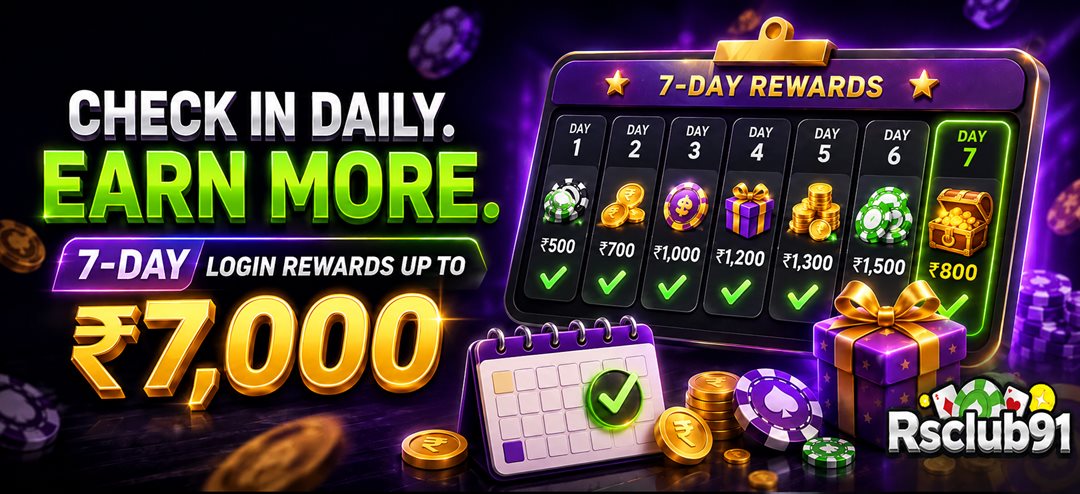 CHECK IN DAILY.
EARN MORE.
7-DAY LOGIN REWARDS UP TO
₹7,000
7-DAY REWARDS
DAY 1
₹500
DAY 2
₹700
DAY 3
₹1,000
DAY 4
₹1,200
DAY 5
₹1,300
DAY 6
₹1,500
DAY 7
₹800
Rsclub91